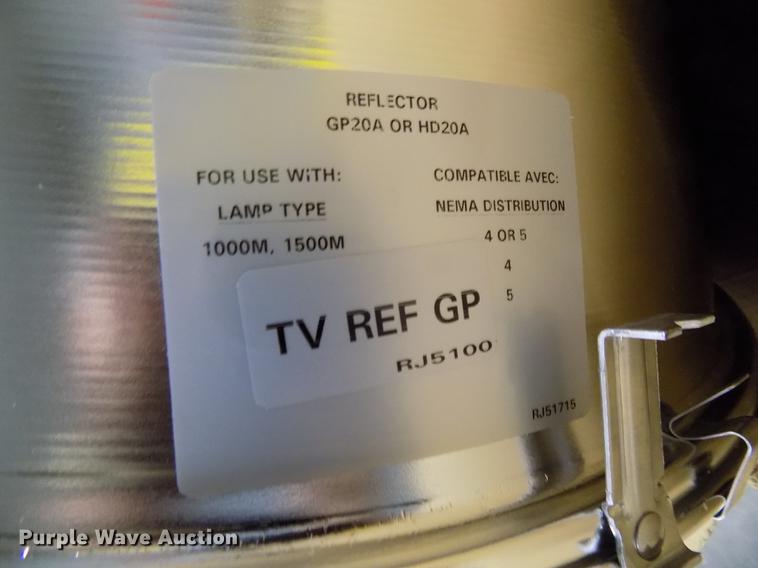 REFLECTOR
GP20A OR HD20A
FOR USE WiTH: COMPATIBLE AVEC:
LAMP TYPE NEMA DISTRIBUTION
1000M, 1500M 4 OR 5
4
5
TV REF GP
RJ5100
RJ51715
Purple Wave Auction